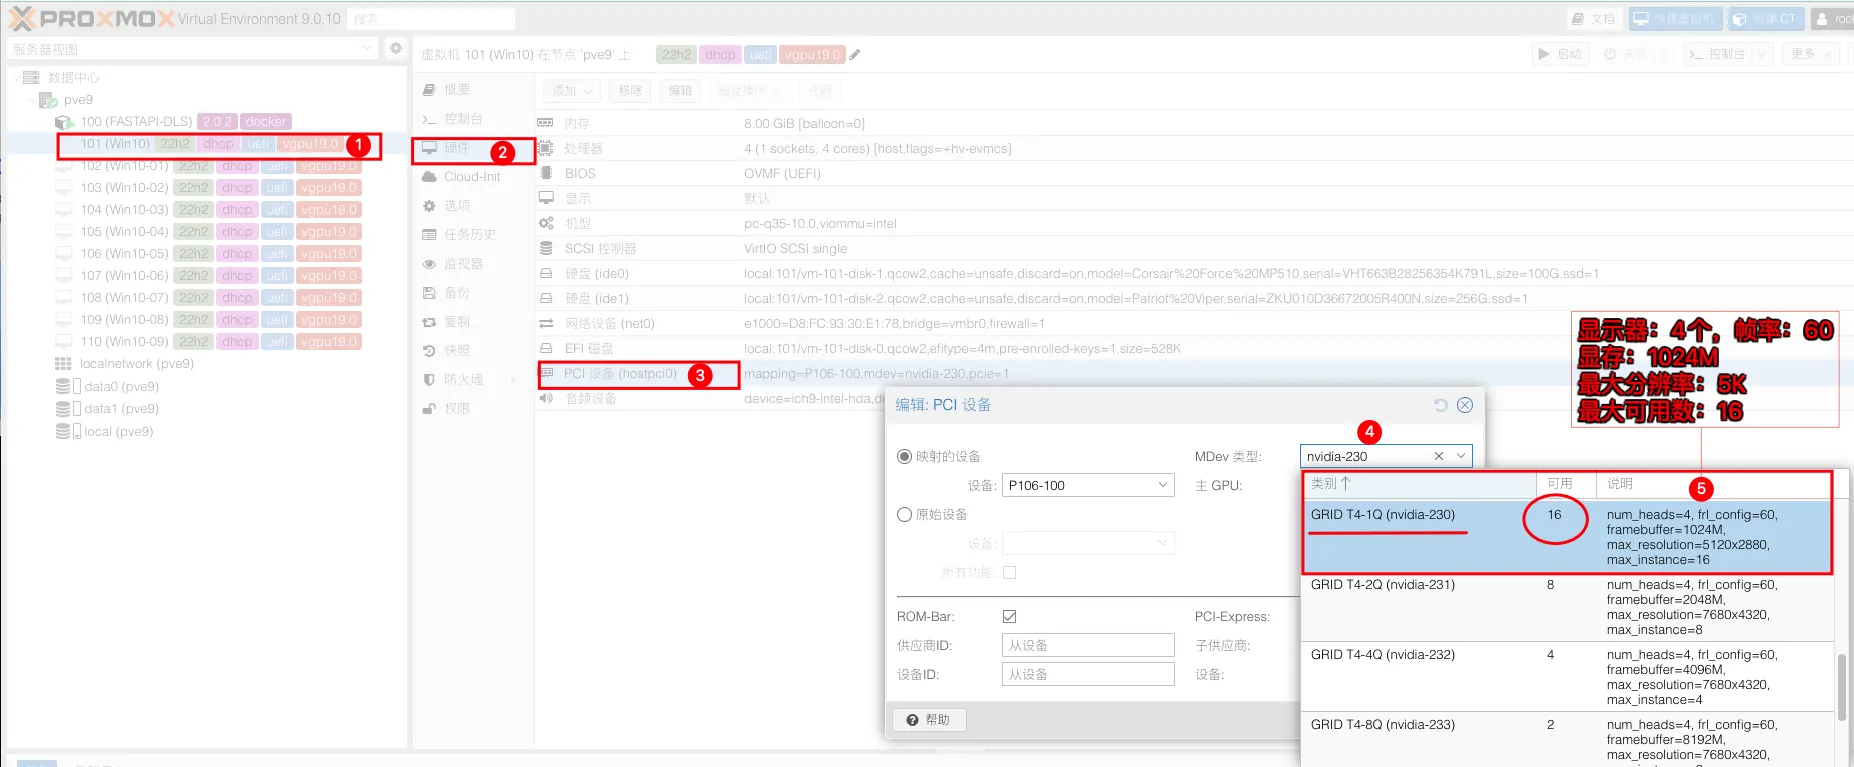 PROXMOX Virtual Environment 9.0.10 搜索 文档 创建虚拟机 创建 CT
服务器视图
虚拟机 101 (Win10) 在节点 'pve9' 上 22h2 dhcp uefi vgpu19.0 启动 关机 控制台 更多
数据中心
pve9
100 (FASTAPI-DLS) 2.0.2 docker
101 (Win10) 22h2 dhcp uefi vgpu19.0 1
102 (Win10-01) 22h2 dhcp uefi vgpu19.0
103 (Win10-02) 22h2 dhcp uefi vgpu19.0
104 (Win10-03) 22h2 dhcp uefi vgpu19.0
105 (Win10-04) 22h2 dhcp uefi vgpu19.0
106 (Win10-05) 22h2 dhcp uefi vgpu19.0
107 (Win10-06) 22h2 dhcp uefi vgpu19.0
108 (Win10-07) 22h2 dhcp uefi vgpu19.0
109 (Win10-08) 22h2 dhcp uefi vgpu19.0
110 (Win10-09) 22h2 dhcp uefi vgpu19.0
localnetwork (pve9)
data0 (pve9)
data1 (pve9)
local (pve9)
概要
控制台
硬件 2
Cloud-Init
选项
任务历史
监视器
备份
复制
快照
防火墙
权限
添加 移除 编辑 磁盘操作 还原
内存 8.00 GiB [balloon=0]
处理器 4 (1 sockets, 4 cores) [host,flags=+hv-evmcs]
BIOS OVMF (UEFI)
显示 默认
机型 pc-q35-10.0,viommu=intel
SCSI 控制器 VirtIO SCSI single
硬盘 (ide0) local:101/vm-101-disk-1.qcow2,cache=unsafe,discard=on,model=Corsair%20Force%20MP510,serial=VHT663B28256354K791L,size=100G,ssd=1
硬盘 (ide1) local:101/vm-101-disk-2.qcow2,cache=unsafe,discard=on,model=Patriot%20Viper,serial=ZKU010D36672005R400N,size=256G,ssd=1
网络设备 (net0) e1000=D8:FC:93:30:E1:78,bridge=vmbr0,firewall=1
EFI 磁盘 local:101/vm-101-disk-0.qcow2,efitype=4m,pre-enrolled-keys=1,size=528K
PCI 设备 (hostpci0) 3 mapping=P106-100,mdev=nvidia-230,pcie=1
音频设备 device=ich9-intel-hda,
显示器：4个，帧率：60
显存：1024M
最大分辨率：5K
最大可用数：16
编辑: PCI 设备
4
映射的设备 MDev 类型: nvidia-230
设备: P106-100 主 GPU:
原始设备
设备:
所有功能:
ROM-Bar: PCI-Express:
供应商ID: 从设备 子供应商:
设备ID: 从设备 设备:
帮助
类别 可用 说明 5
GRID T4-1Q (nvidia-230) 16 num_heads=4, frl_config=60,
framebuffer=1024M,
max_resolution=5120x2880,
max_instance=16
GRID T4-2Q (nvidia-231) 8 num_heads=4, frl_config=60,
framebuffer=2048M,
max_resolution=7680x4320,
max_instance=8
GRID T4-4Q (nvidia-232) 4 num_heads=4, frl_config=60,
framebuffer=4096M,
max_resolution=7680x4320,
max_instance=4
GRID T4-8Q (nvidia-233) 2 num_heads=4, frl_config=60,
framebuffer=8192M,
max_resolution=7680x4320,